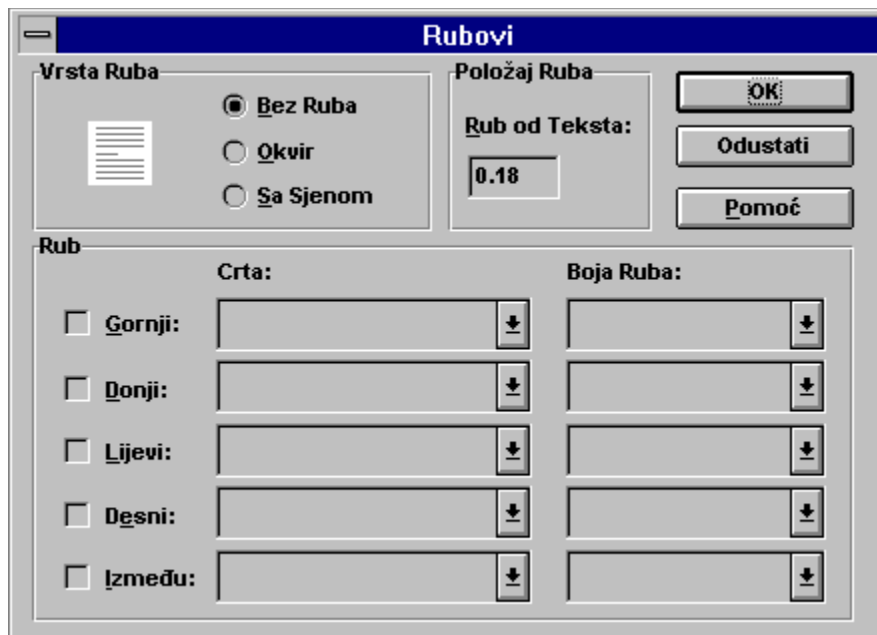 Rubovi
Vrsta Ruba
Bez Ruba
Okvir
Sa Sjenom
Položaj Ruba
Rub od Teksta:
0.18
OK
Odustati
Pomoć
Rub
Crta:
Boja Ruba:
Gornji:
Donji:
Lijevi:
Desni:
Između: